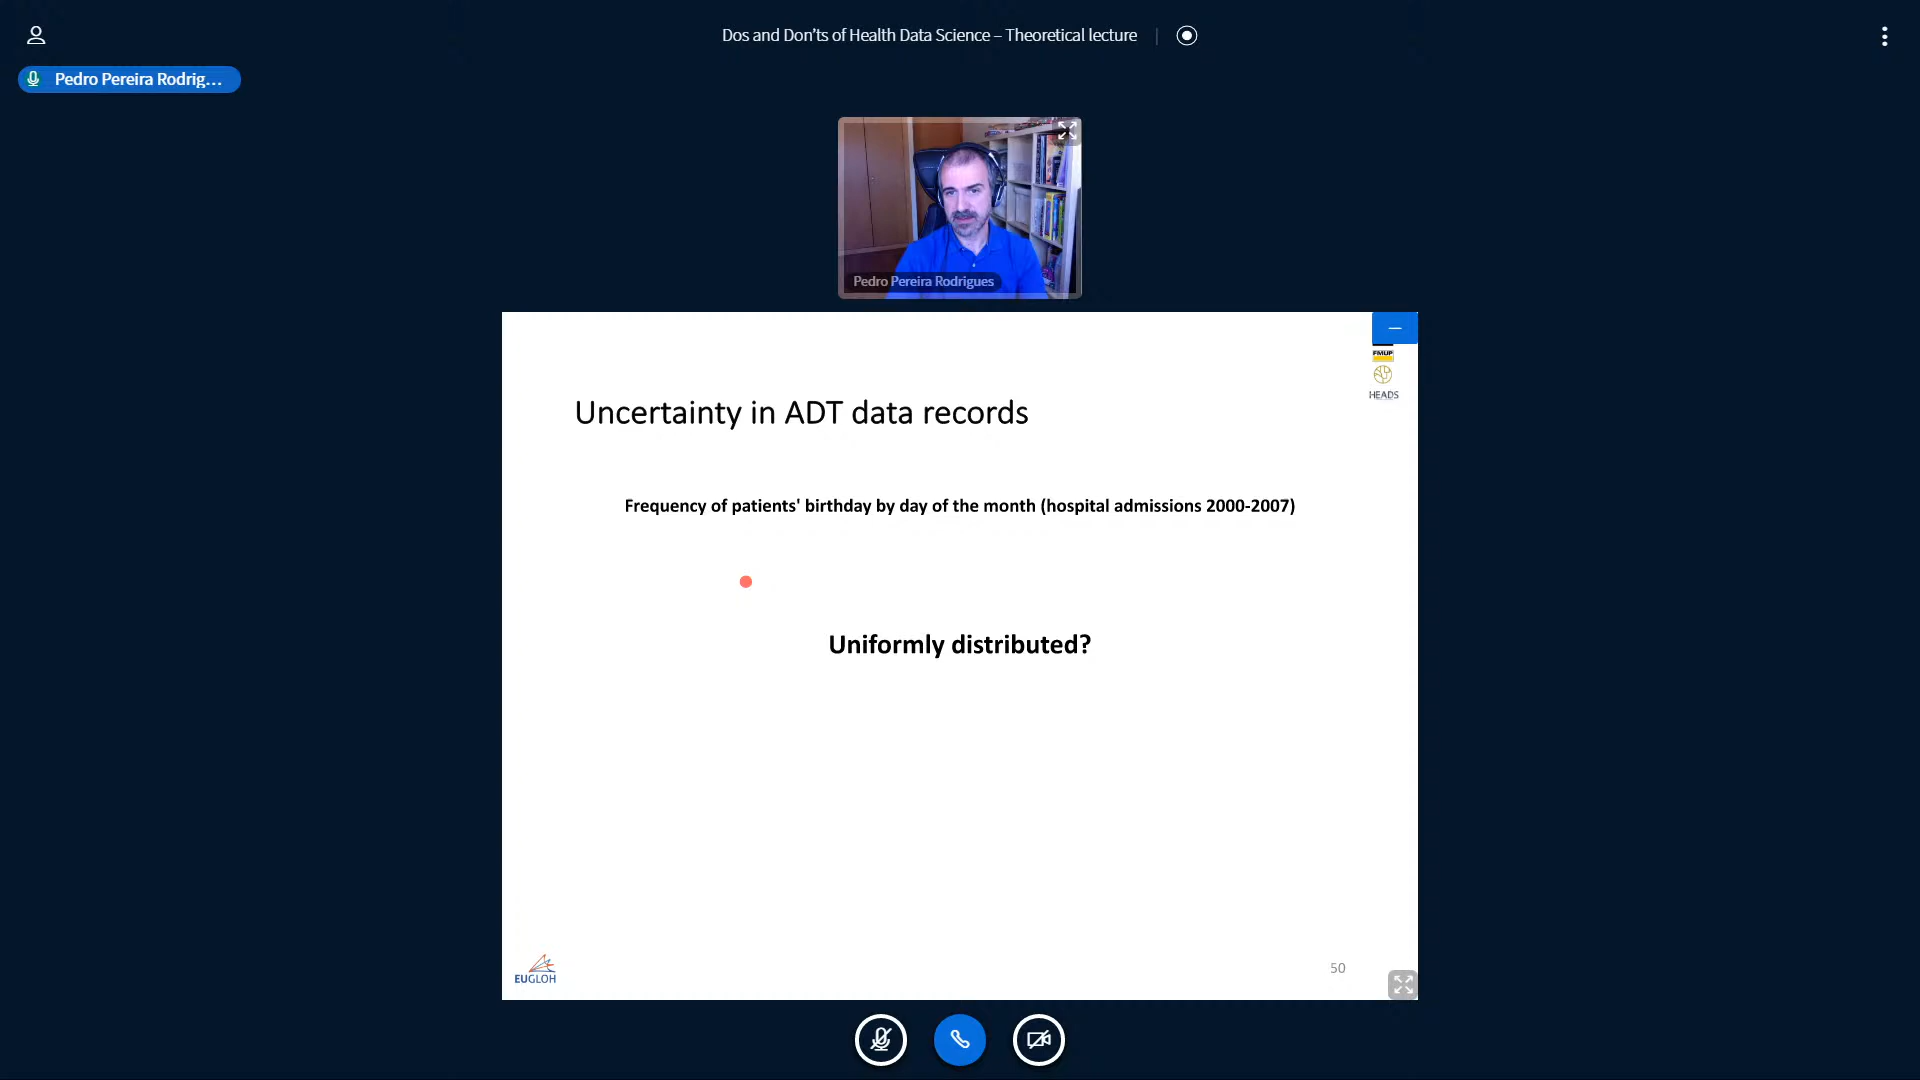 Dos and Don’ts of Health Data Science – Theoretical lecture
Pedro Pereira Rodrig...
Pedro Pereira Rodrigues
FMUP
HEADS
Uncertainty in ADT data records
Frequency of patients' birthday by day of the month (hospital admissions 2000-2007)
Uniformly distributed?
EUGLOH
50